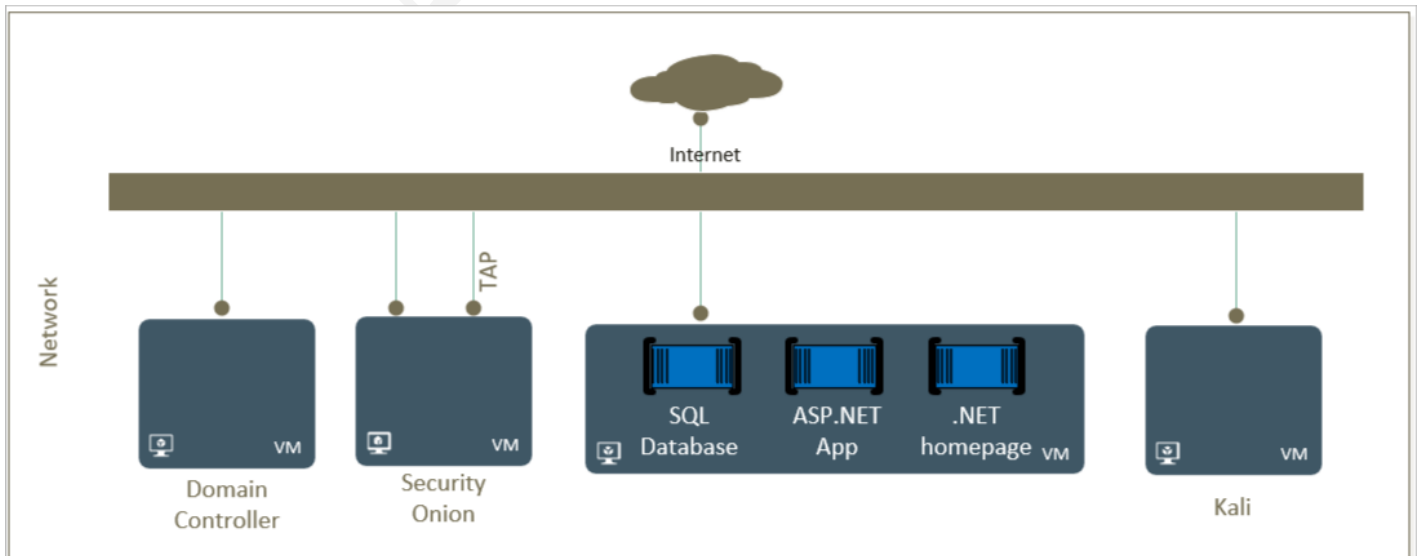 Internet
Network
TAP
SQL
Database
ASP.NET
App
.NET
homepage
VM
VM
VM
VM
Domain
Controller
Security
Onion
Kali